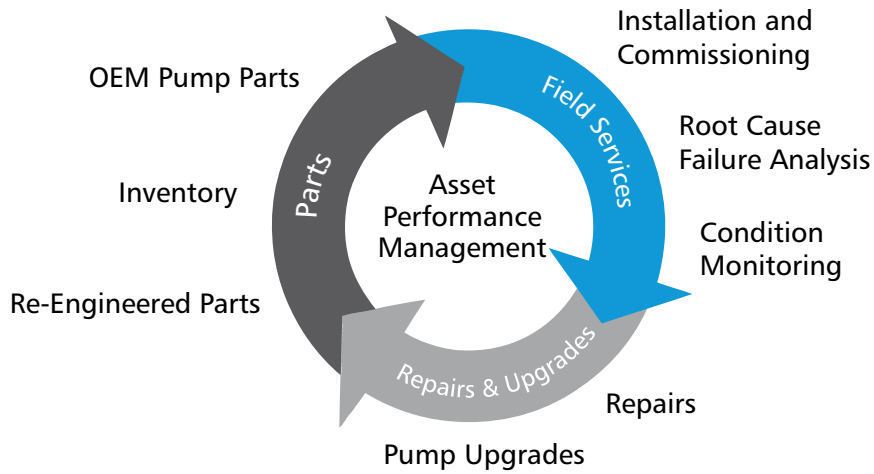 Installation and
Commissioning
OEM Pump Parts
Field Services
Root Cause
Failure Analysis
Parts
Inventory
Asset
Performance
Management
Condition
Monitoring
Re-Engineered Parts
Repairs & Upgrades
Repairs
Pump Upgrades